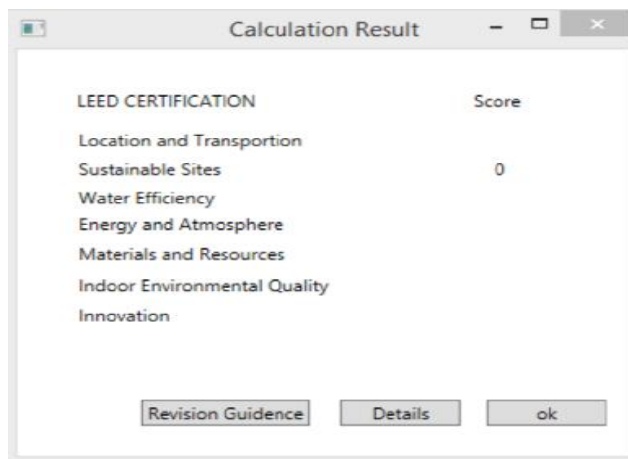 Calculation Result
LEED CERTIFICATION Score
Location and Transportion
Sustainable Sites 0
Water Efficiency
Energy and Atmosphere
Materials and Resources
Indoor Environmental Quality
Innovation
Revision Guidence Details ok